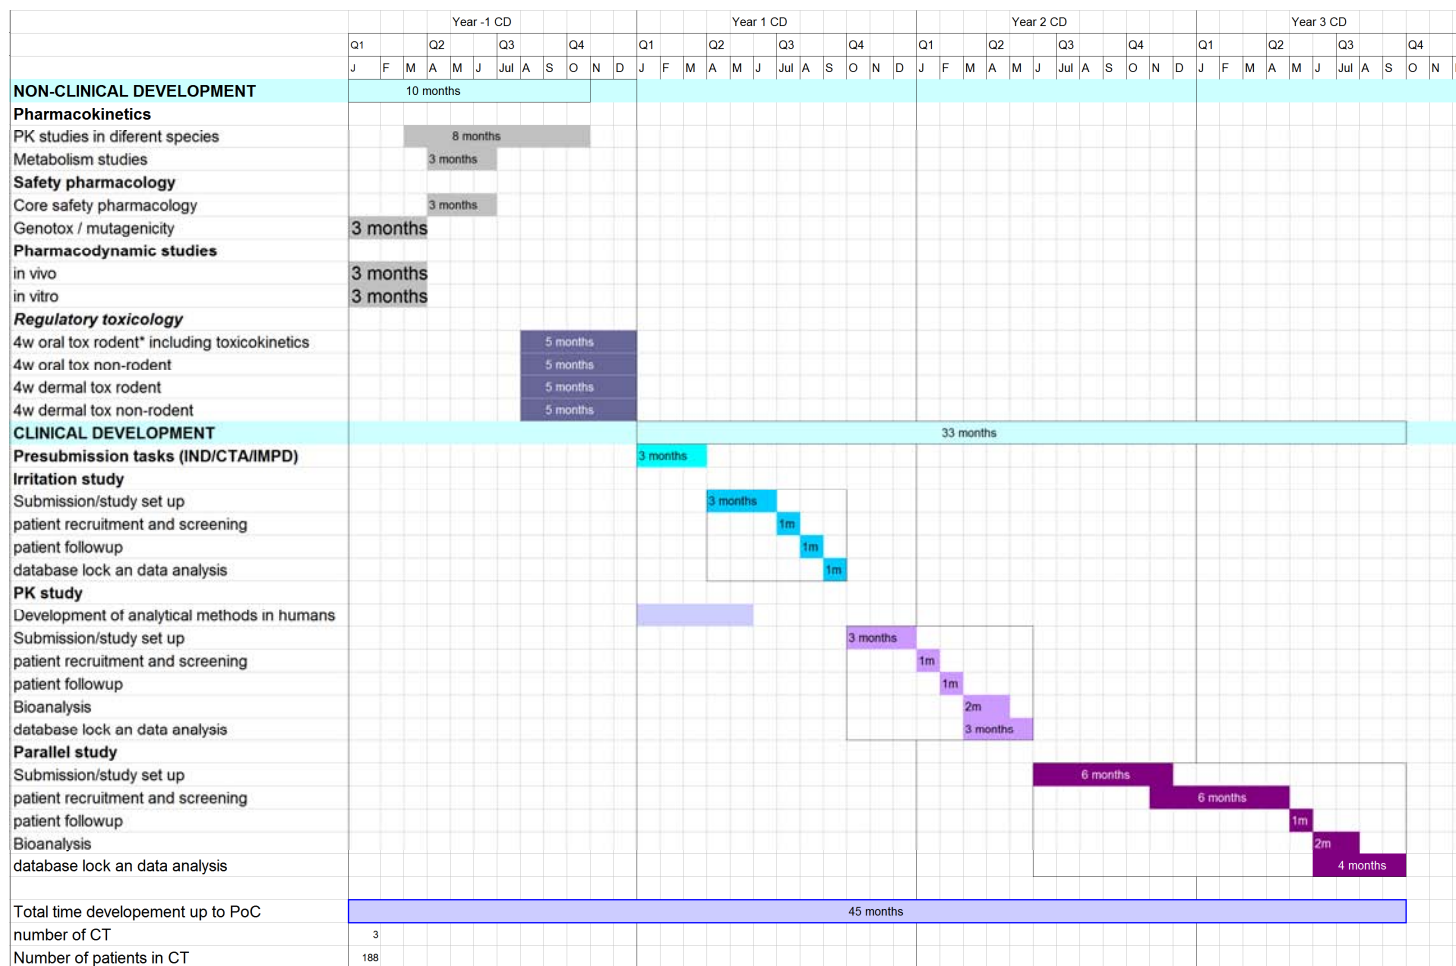 Year -1 CD Year 1 CD Year 2 CD Year 3 CD
Q1 Q2 Q3 Q4 Q1 Q2 Q3 Q4 Q1 Q2 Q3 Q4 Q1 Q2 Q3 Q4
J F M A M J Jul A S O N D J F M A M J Jul A S O N D J F M A M J Jul A S O N D J F M A M J Jul A S O N
NON-CLINICAL DEVELOPMENT 10 months
Pharmacokinetics
PK studies in diferent species 8 months
Metabolism studies 3 months
Safety pharmacology
Core safety pharmacology 3 months
Genotox / mutagenicity 3 months
Pharmacodynamic studies
in vivo 3 months
in vitro 3 months
Regulatory toxicology
4w oral tox rodent* including toxicokinetics 5 months
4w oral tox non-rodent 5 months
4w dermal tox rodent 5 months
4w dermal tox non-rodent 5 months
CLINICAL DEVELOPMENT 33 months
Presubmission tasks (IND/CTA/IMPD) 3 months
Irritation study
Submission/study set up 3 months
patient recruitment and screening 1m
patient followup 1m
database lock an data analysis 1m
PK study
Development of analytical methods in humans
Submission/study set up 3 months
patient recruitment and screening 1m
patient followup 1m
Bioanalysis 2m
database lock an data analysis 3 months
Parallel study
Submission/study set up 6 months
patient recruitment and screening 6 months
patient followup 1m
Bioanalysis 2m
database lock an data analysis 4 months
Total time developement up to PoC 45 months
number of CT 3
Number of patients in CT 188